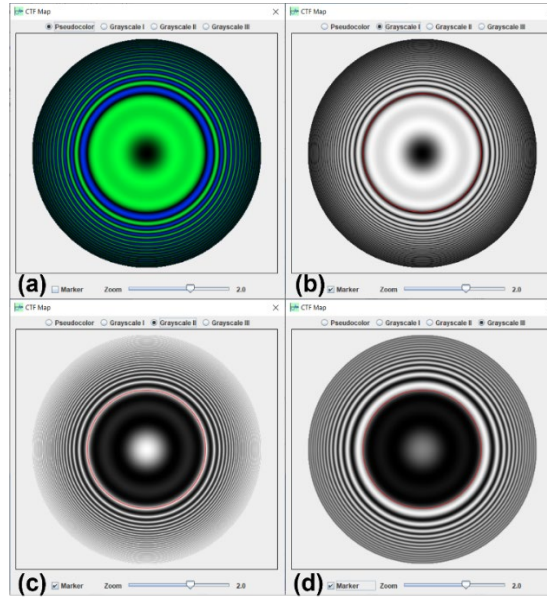 CTF Map ×
Pseudocolor Grayscale I Grayscale II Grayscale III
(a)
Marker Zoom 2.0
CTF Map ×
Pseudocolor Grayscale I Grayscale II Grayscale III
(b)
Marker Zoom 2.0
CTF Map ×
Pseudocolor Grayscale I Grayscale II Grayscale III
(c)
Marker Zoom 2.0
CTF Map ×
Pseudocolor Grayscale I Grayscale II Grayscale III
(d)
Marker Zoom 2.0